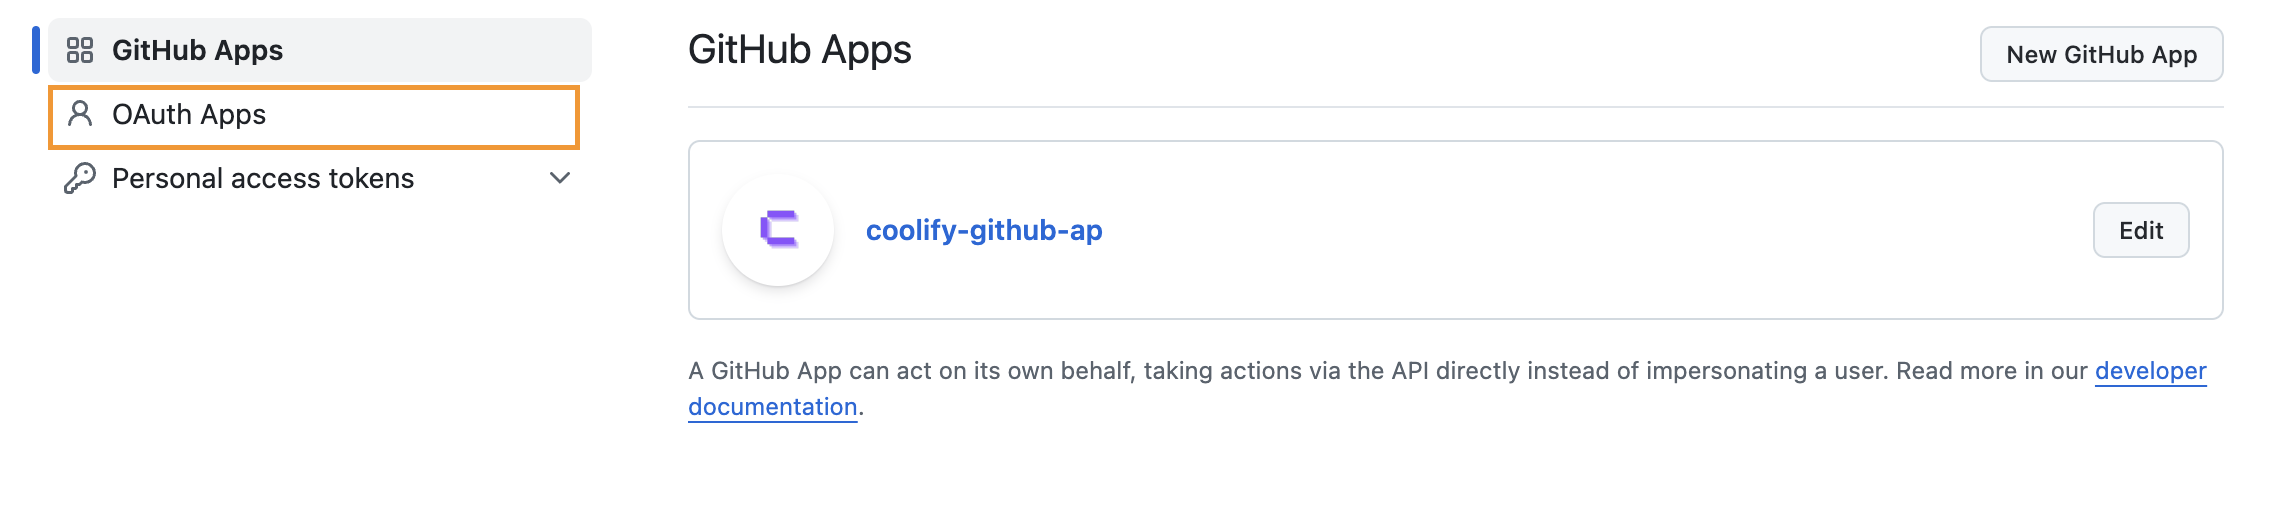 GitHub Apps
OAuth Apps
Personal access tokens
GitHub Apps
New GitHub App
coolify-github-ap
Edit
A GitHub App can act on its own behalf, taking actions via the API directly instead of impersonating a user. Read more in our developer
documentation.